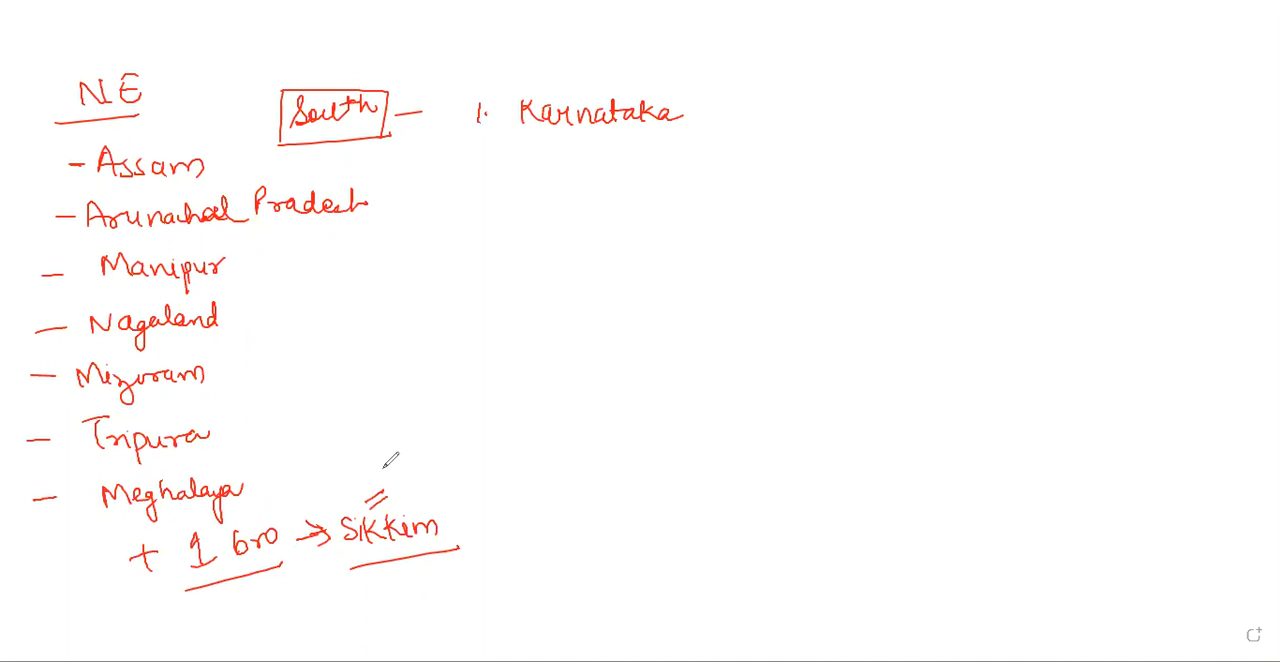 NE
South - 1. Karnataka
- Assam
- Arunachal Pradesh
- Manipur
- Nagaland
- Mizoram
- Tripura
- Meghalaya
+ 1 bro → Sikkim